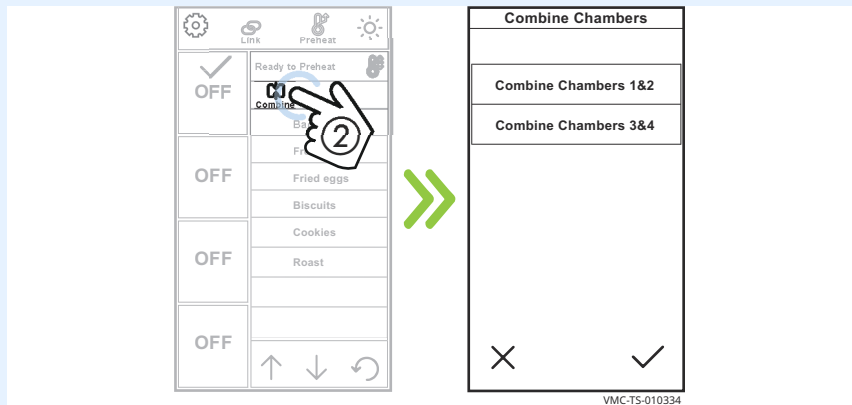 Link
Preheat
OFF
Ready to Preheat
Combine
2
OFF
Fried eggs
Biscuits
Cookies
OFF
Roast
OFF
Combine Chambers
Combine Chambers 1&2
Combine Chambers 3&4
VMC-TS-010334